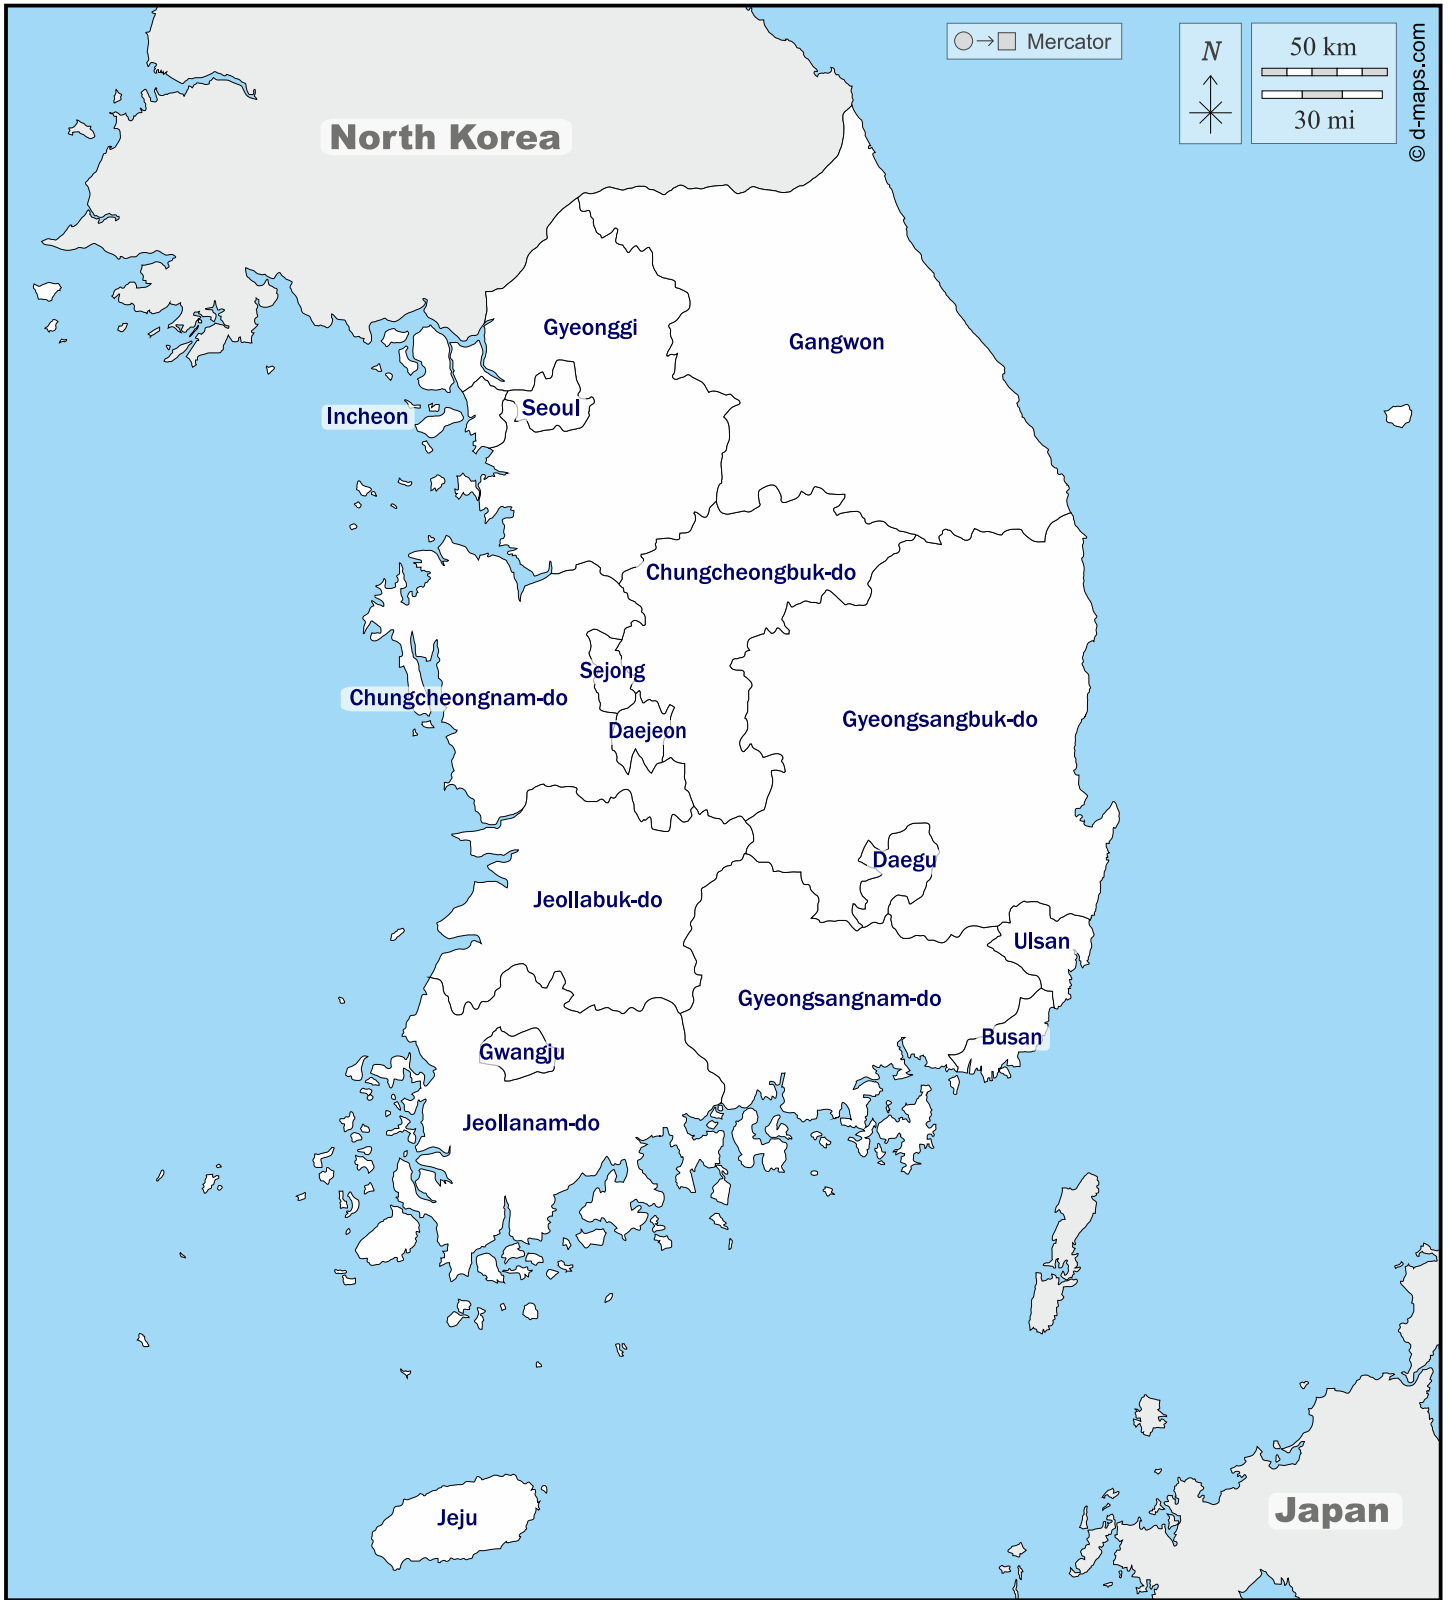 Mercator
N
50 km
30 mi
© d-maps.com
North Korea
Gyeonggi
Gangwon
Seoul
Incheon
Chungcheongbuk-do
Sejong
Chungcheongnam-do
Gyeongsangbuk-do
Daejeon
Daegu
Jeollabuk-do
Ulsan
Gyeongsangnam-do
Busan
Gwangju
Jeollanam-do
Japan
Jeju